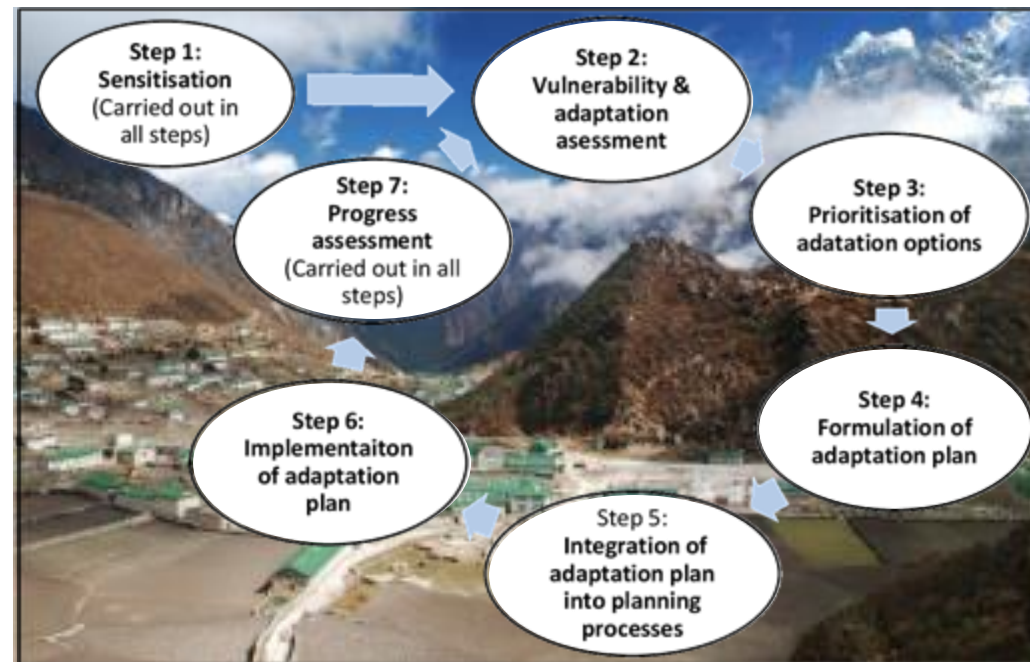 Step 1:
Sensitisation
(Carried out in
all steps)
Step 2:
Vulnerability &
adaptation
asessment
Step 3:
Prioritisation of
adatation options
Step 4:
Formulation of
adaptation plan
Step 5:
Integration of
adaptation plan
into planning
processes
Step 6:
Implementaiton
of adaptation
plan
Step 7:
Progress
assessment
(Carried out in all
steps)